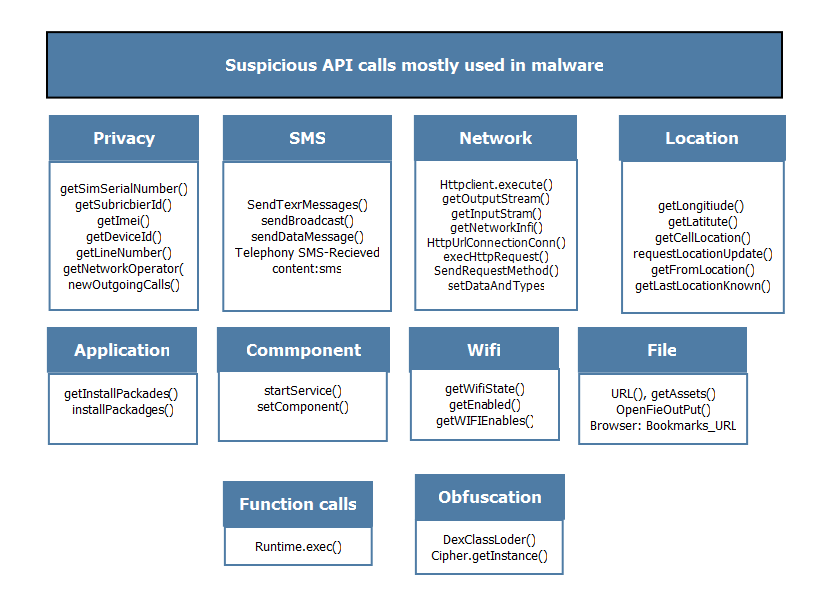 Suspicious API calls mostly used in malware
Privacy
getSimSerialNumber()
getSubricbierId()
getImei()
getDeviceId()
getLineNumber()
getNetworkOperator(
newOutgoingCalls()
SMS
SendTexrMessages()
sendBroadcast()
sendDataMessage()
Telephony SMS-Recieved
content:sms
Network
Httpclient.execute()
getOutputStream()
getInputStram()
getNetworkInfi()
HttpUrlConnectionConn()
execHttpRequest()
SendRequestMethod()
setDataAndTypes
Location
getLongitiude()
getLatitute()
getCellLocation()
requestLocationUpdate()
getFromLocation()
getLastLocationKnown()
Application
getInstallPackades()
installPackadges()
Commponent
startService()
setComponent()
Wifi
getWifiState()
getEnabled()
getWIFIEnables()
File
URL(), getAssets()
OpenFieOutPut()
Browser: Bookmarks_URL
Function calls
Runtime.exec()
Obfuscation
DexClassLoder()
Cipher.getInstance()